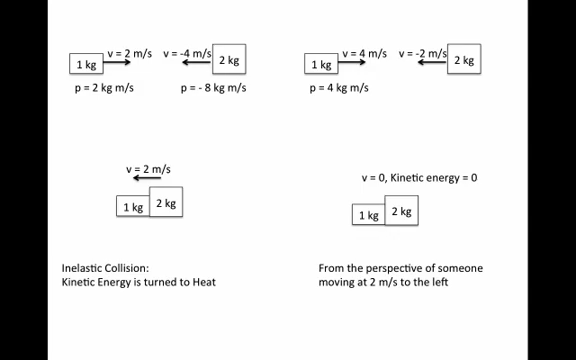 v = 2 m/s v = -4 m/s
1 kg 2 kg
p = 2 kg m/s p = - 8 kg m/s
v = 4 m/s v = -2 m/s
1 kg 2 kg
p = 4 kg m/s
v = 2 m/s
1 kg 2 kg
v = 0, Kinetic energy = 0
1 kg 2 kg
Inelastic Collision:
Kinetic Energy is turned to Heat
From the perspective of someone
moving at 2 m/s to the left